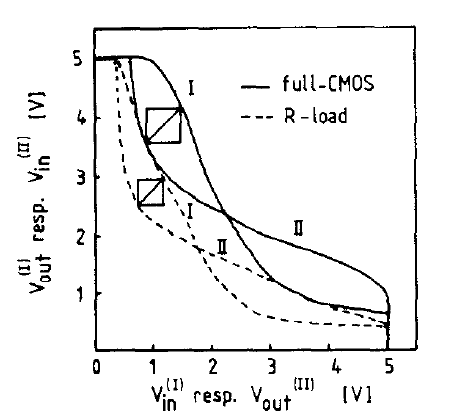 5
4
3
2
1
0 1 2 3 4 5
V_out^(I) resp. V_in^(II) [V]
V_in^(I) resp. V_out^(II) [V]
full-CMOS
R-load
I
II
I
II